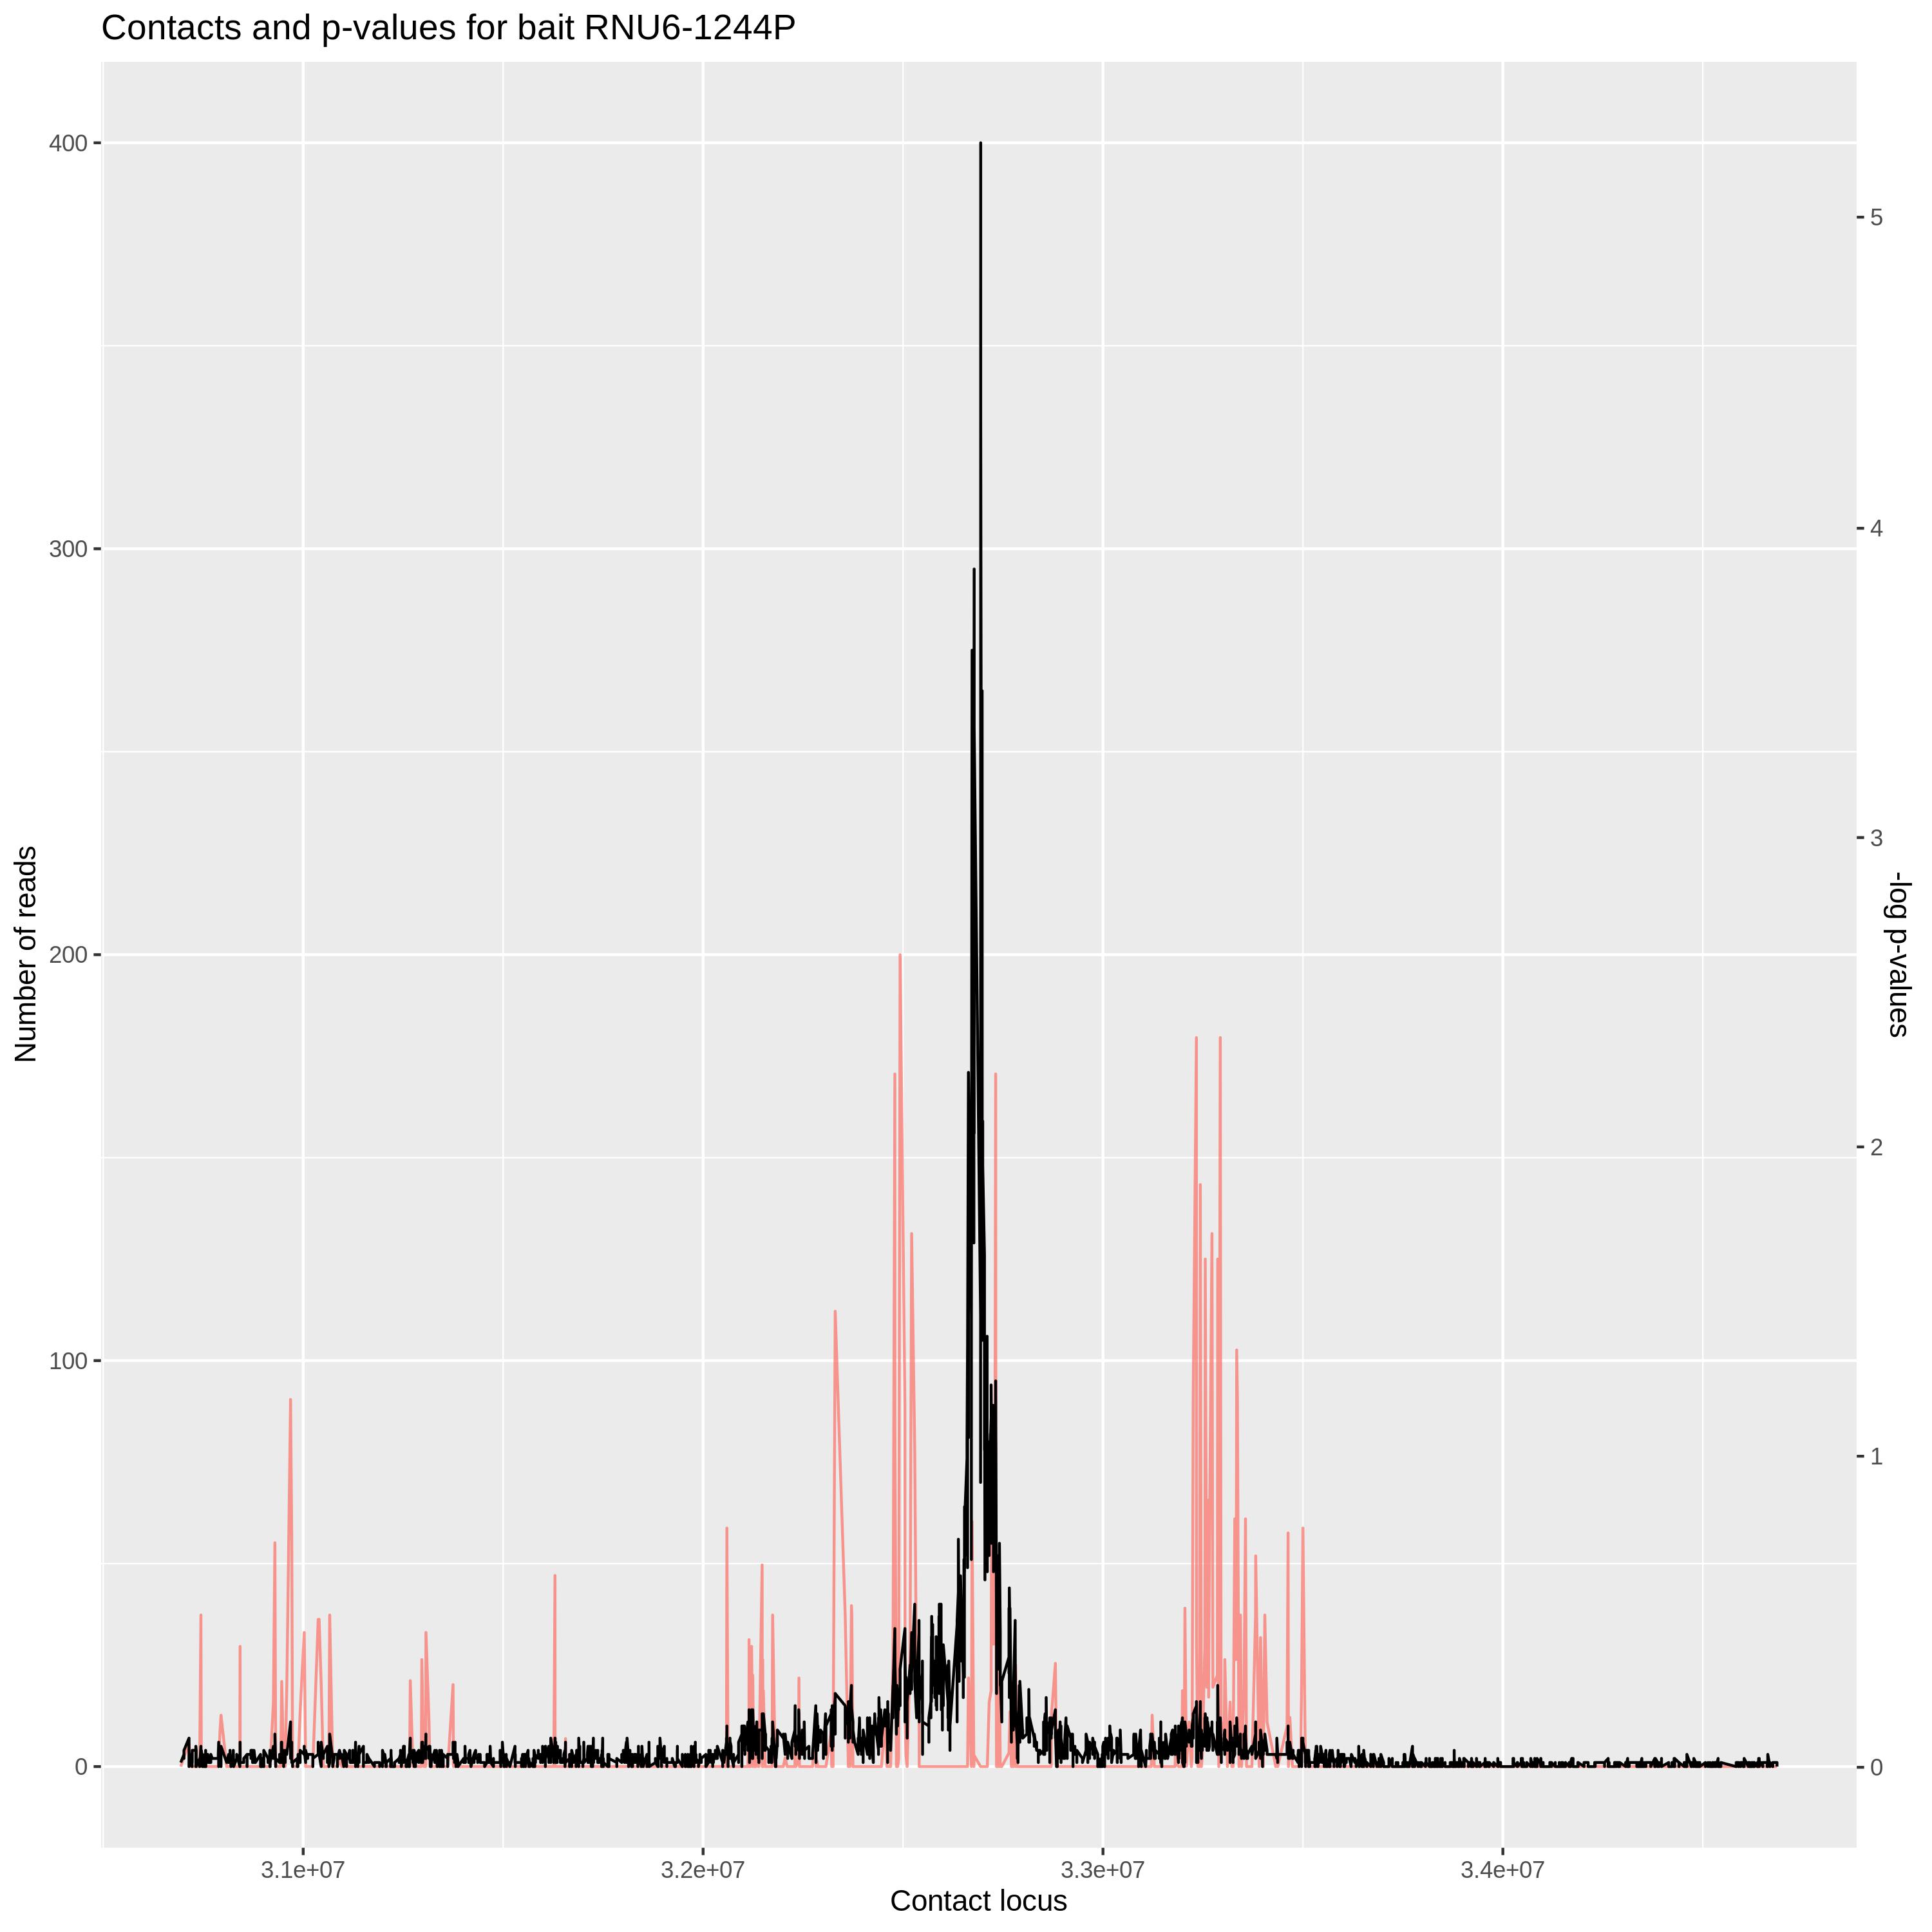 Contacts and p-values for bait RNU6-1244P
400
300
200
100
0
Number of reads
5
4
3
2
1
0
-log p-values
3.1e+07
3.2e+07
3.3e+07
3.4e+07
Contact locus